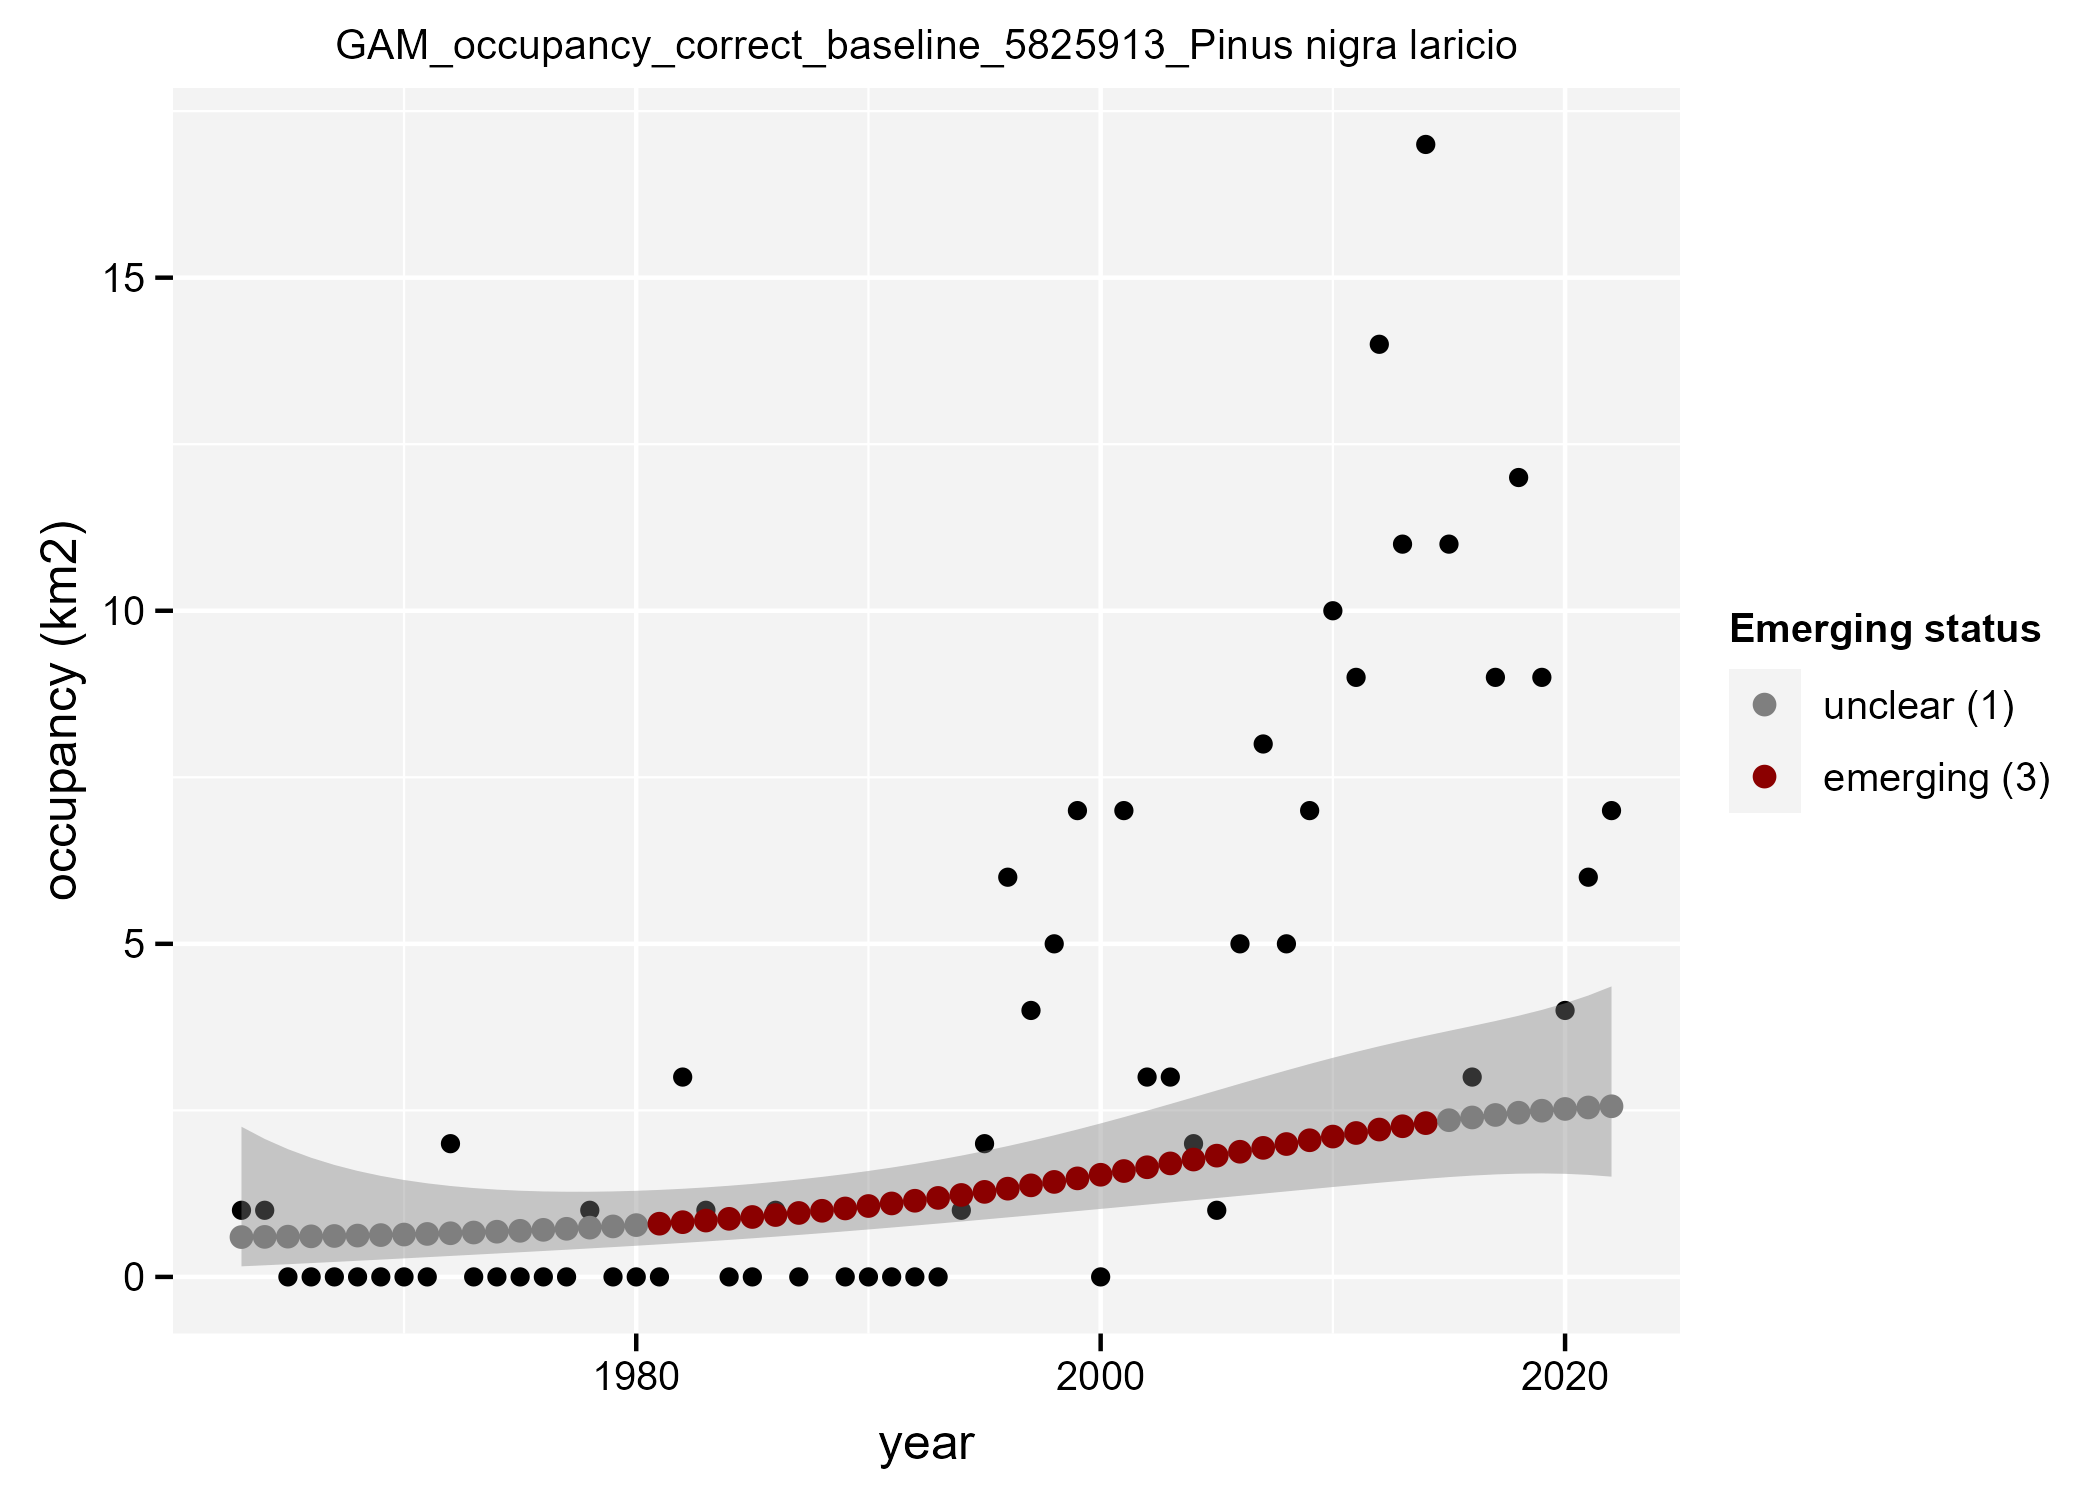 GAM_occupancy_correct_baseline_5825913_Pinus nigra laricio
15
10
5
0
occupancy (km2)
1980
2000
2020
year
Emerging status
unclear (1)
emerging (3)